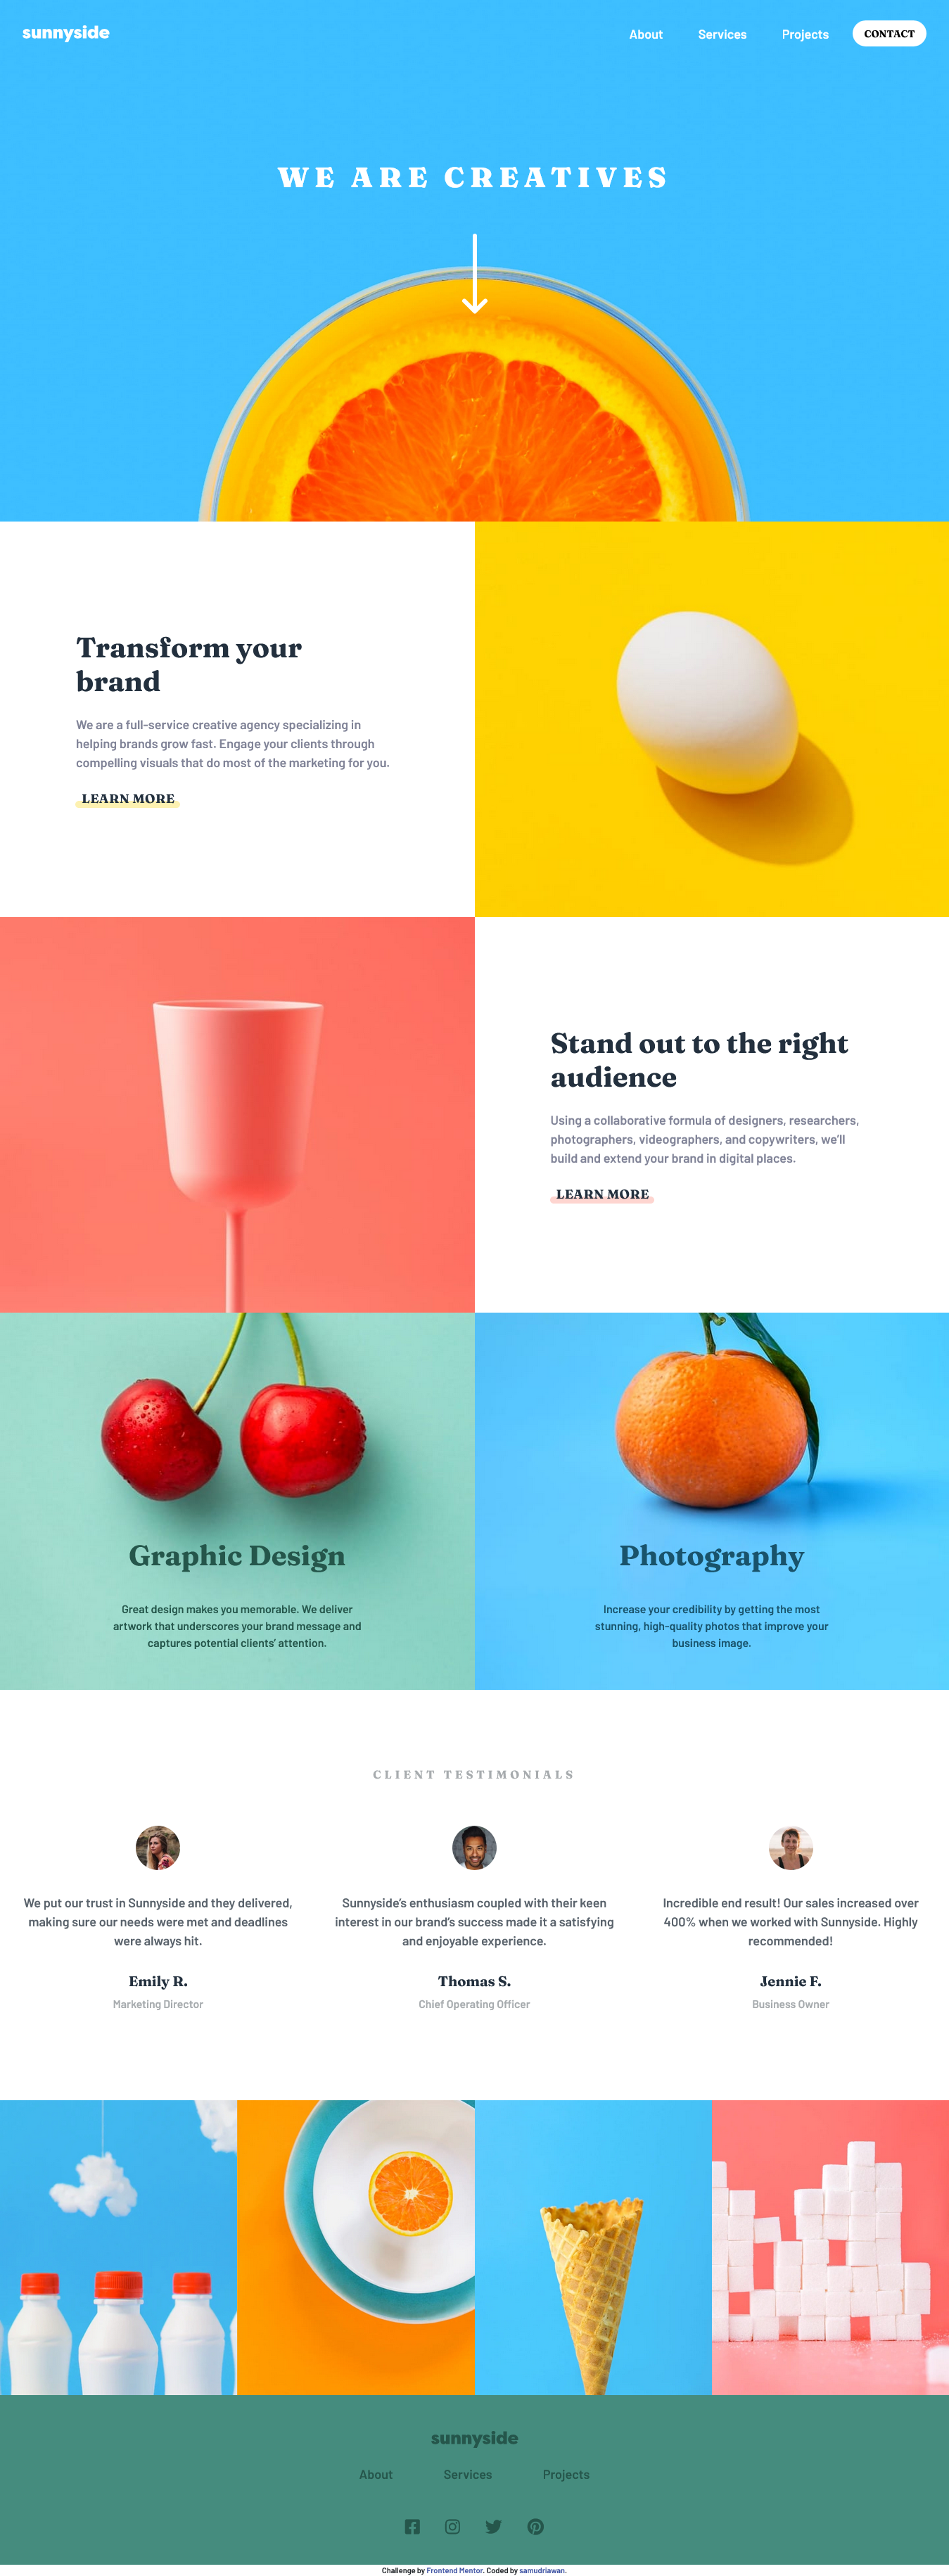 sunnyside
About Services Projects CONTACT
WE ARE CREATIVES
Transform your
brand
We are a full-service creative agency specializing in
helping brands grow fast. Engage your clients through
compelling visuals that do most of the marketing for you.
LEARN MORE
Stand out to the right
audience
Using a collaborative formula of designers, researchers,
photographers, videographers, and copywriters, we’ll
build and extend your brand in digital places.
LEARN MORE
Graphic Design
Great design makes you memorable. We deliver
artwork that underscores your brand message and
captures potential clients’ attention.
Photography
Increase your credibility by getting the most
stunning, high-quality photos that improve your
business image.
CLIENT TESTIMONIALS
We put our trust in Sunnyside and they delivered,
making sure our needs were met and deadlines
were always hit.
Emily R.
Marketing Director
Sunnyside’s enthusiasm coupled with their keen
interest in our brand’s success made it a satisfying
and enjoyable experience.
Thomas S.
Chief Operating Officer
Incredible end result! Our sales increased over
400% when we worked with Sunnyside. Highly
recommended!
Jennie F.
Business Owner
sunnyside
About Services Projects
Challenge by Frontend Mentor. Coded by samudriawan.